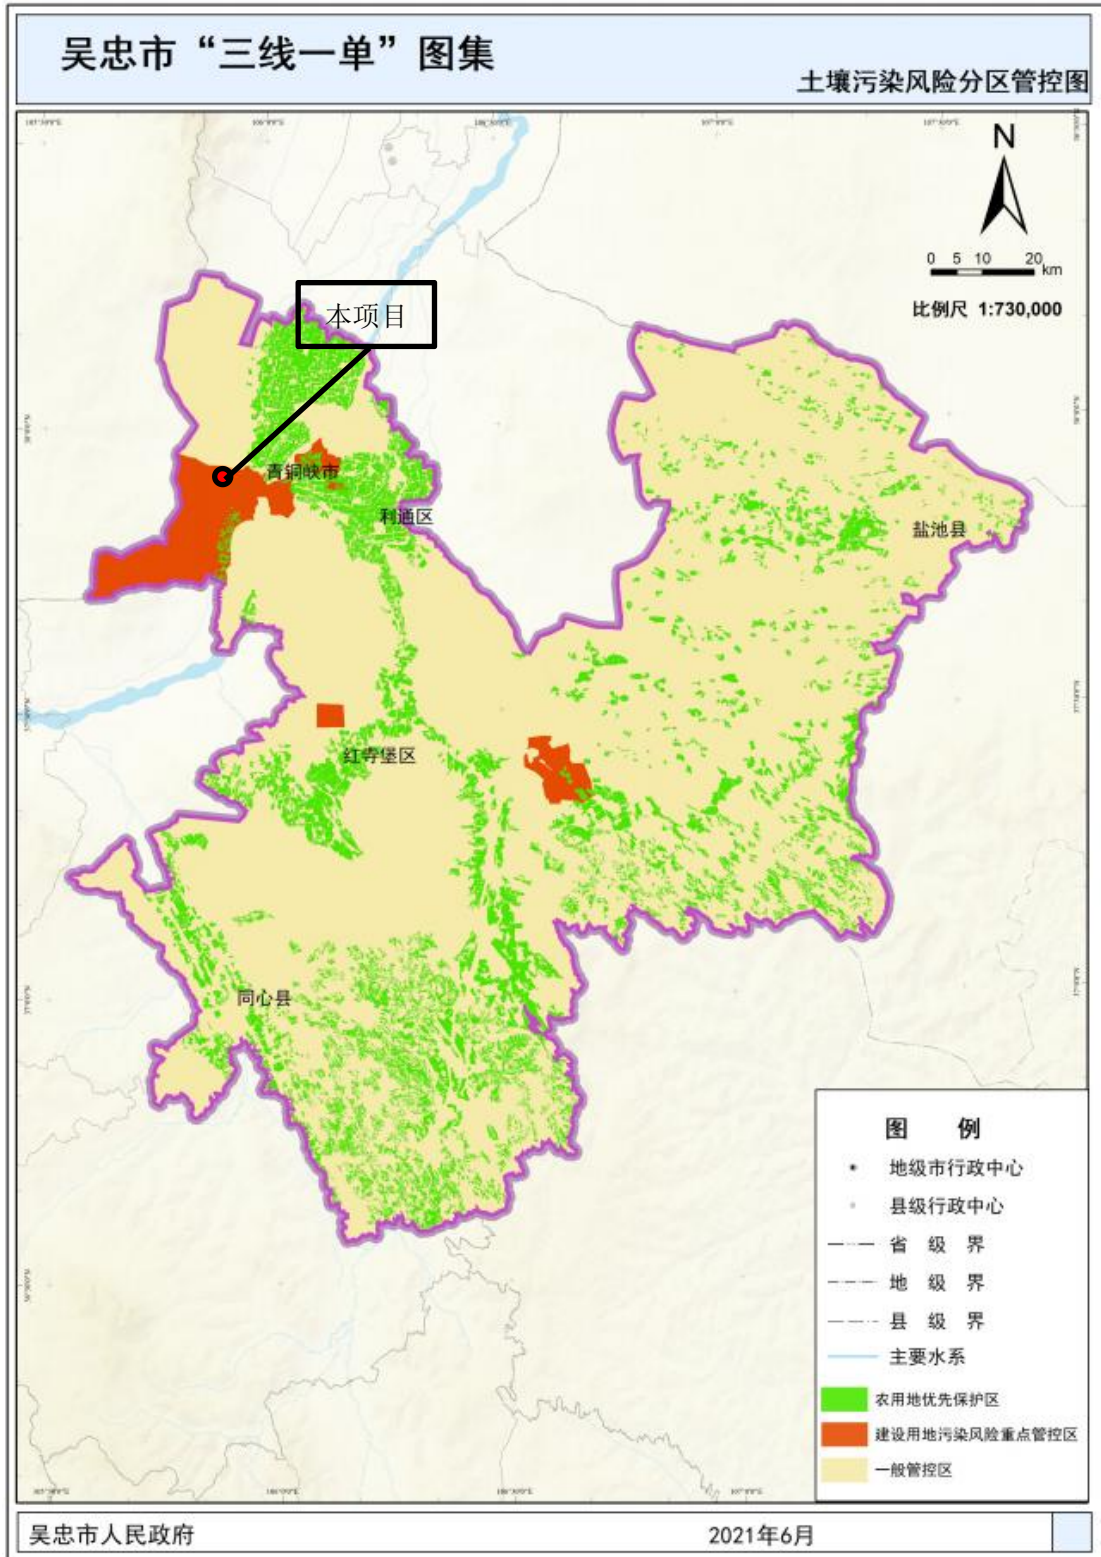 吴忠市“三线一单”图集
土壤污染风险分区管控图
N
0 5 10 20 km
比例尺 1:730,000
本项目
青铜峡市
利通区
盐池县
红寺堡区
同心县
图 例
地级市行政中心
县级行政中心
省 级 界
地 级 界
县 级 界
主要水系
农用地优先保护区
建设用地污染风险重点管控区
一般管控区
吴忠市人民政府
2021年6月